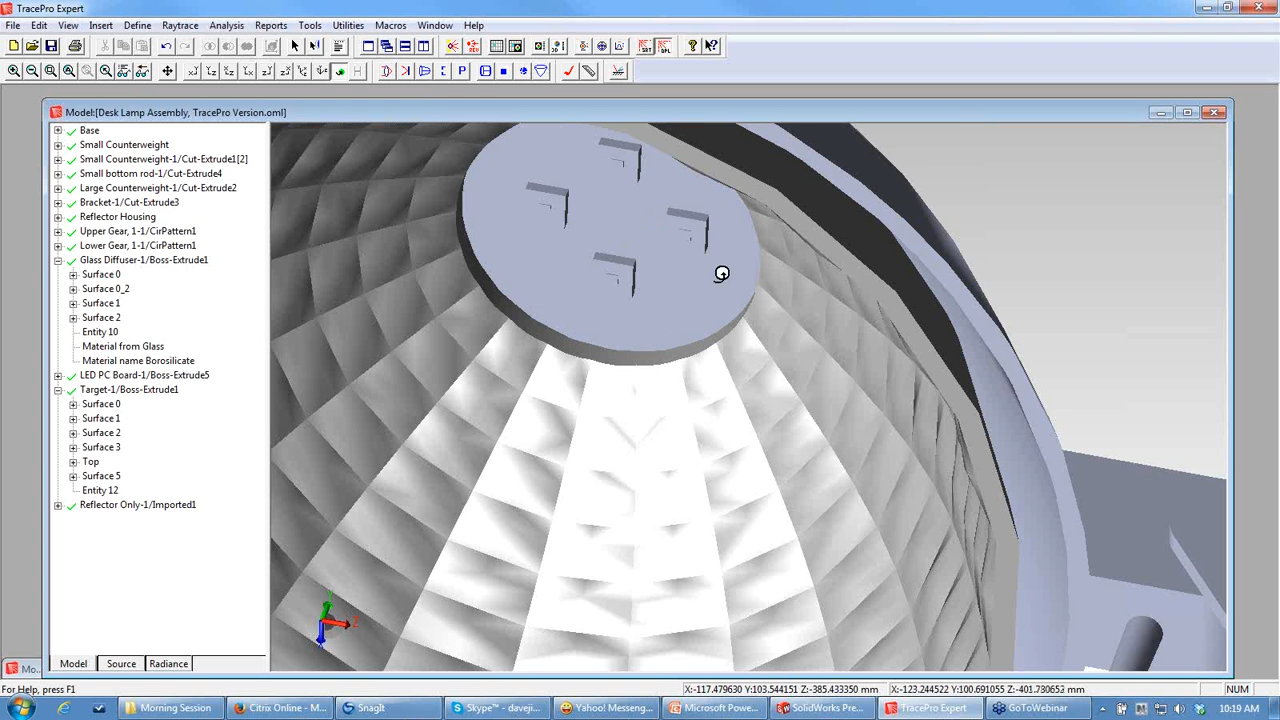 TracePro Expert
File Edit View Insert Define Raytrace Analysis Reports Tools Utilities Macros Window Help
Model:[Desk Lamp Assembly, TracePro Version.oml]
Base
Small Counterweight
Small Counterweight-1/Cut-Extrude1[2]
Small bottom rod-1/Cut-Extrude4
Large Counterweight-1/Cut-Extrude2
Bracket-1/Cut-Extrude3
Reflector Housing
Upper Gear, 1-1/CirPattern1
Lower Gear, 1-1/CirPattern1
Glass Diffuser-1/Boss-Extrude1
Surface 0
Surface 0_2
Surface 1
Surface 2
Entity 10
Material from Glass
Material name Borosilicate
LED PC Board-1/Boss-Extrude5
Target-1/Boss-Extrude1
Surface 0
Surface 1
Surface 2
Surface 3
Top
Surface 5
Entity 12
Reflector Only-1/Imported1
Z
Model Source Radiance
Mo...
For Help, press F1 X:-117.479630 Y:103.544151 Z:-385.433350 mm X:-123.244522 Y:100.691055 Z:-401.730652 mm NUM
Morning Session Citrix Online - M... SnagIt Skype™ - daveji... Yahoo! Messeng... Microsoft Powe... SolidWorks Pre... TracePro Expert GoToWebinar 10:19 AM